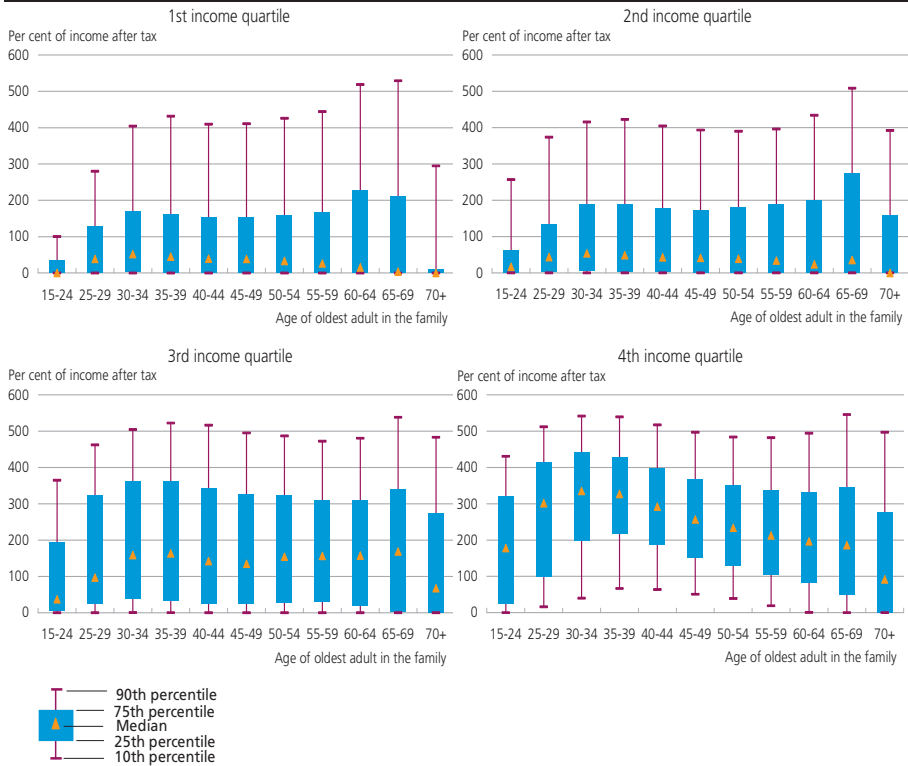 1st income quartile
Per cent of income after tax
600
500
400
300
200
100
0
15-24 25-29 30-34 35-39 40-44 45-49 50-54 55-59 60-64 65-69 70+
Age of oldest adult in the family
2nd income quartile
Per cent of income after tax
600
500
400
300
200
100
0
15-24 25-29 30-34 35-39 40-44 45-49 50-54 55-59 60-64 65-69 70+
Age of oldest adult in the family
3rd income quartile
Per cent of income after tax
600
500
400
300
200
100
0
15-24 25-29 30-34 35-39 40-44 45-49 50-54 55-59 60-64 65-69 70+
Age of oldest adult in the family
4th income quartile
Per cent of income after tax
600
500
400
300
200
100
0
15-24 25-29 30-34 35-39 40-44 45-49 50-54 55-59 60-64 65-69 70+
Age of oldest adult in the family
90th percentile
75th percentile
Median
25th percentile
10th percentile